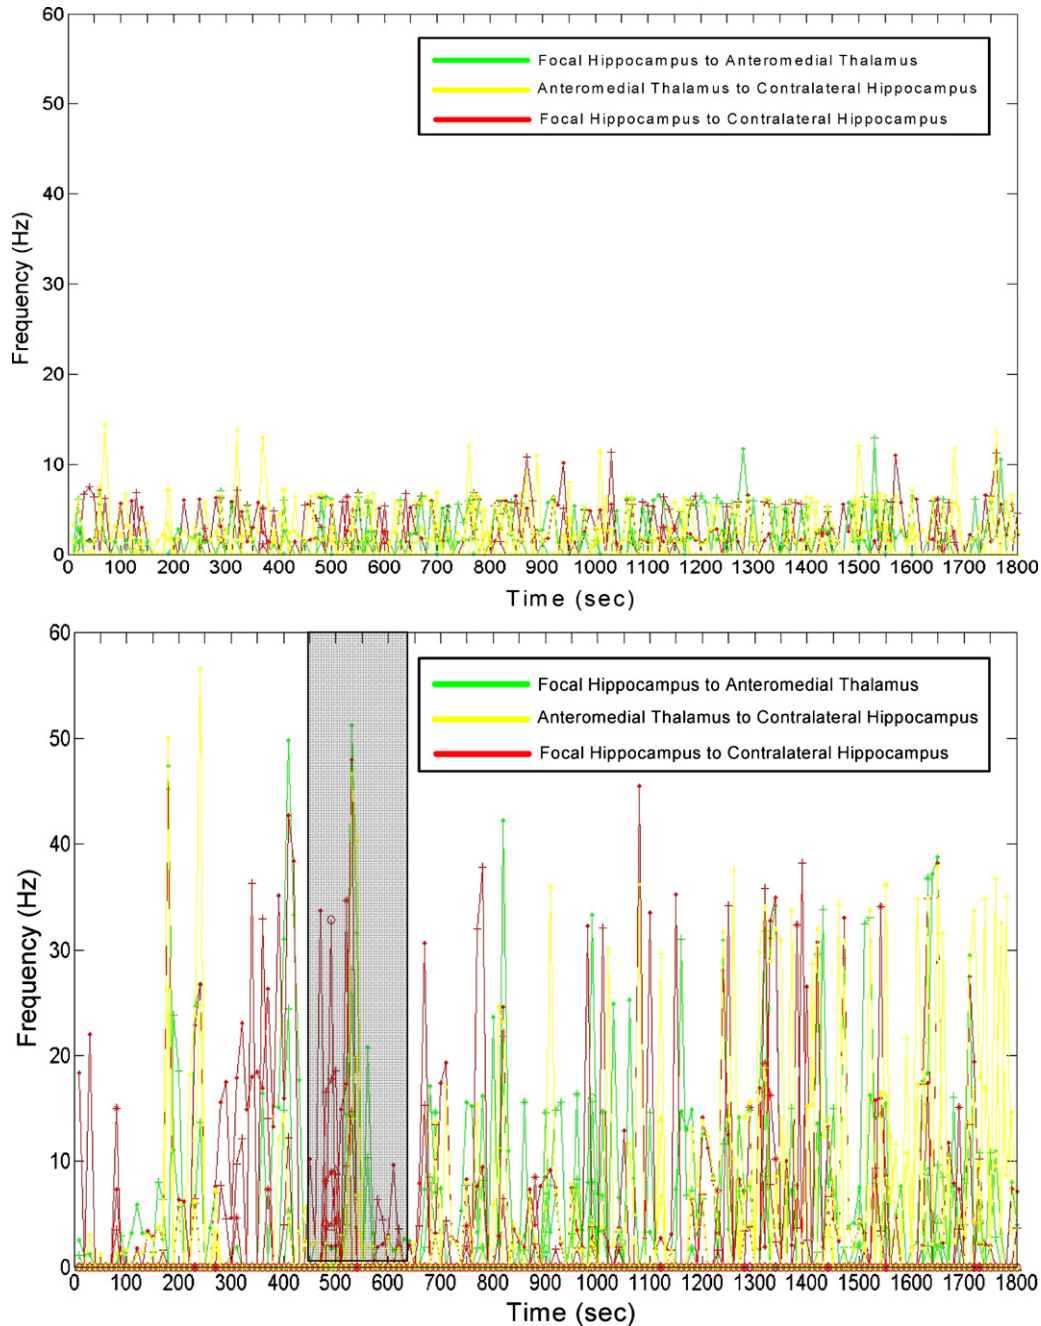 60
50
40
30
20
10
0
Frequency (Hz)
Focal Hippocampus to Anteromedial Thalamus
Anteromedial Thalamus to Contralateral Hippocampus
Focal Hippocampus to Contralateral Hippocampus
0 100 200 300 400 500 600 700 800 900 1000 1100 1200 1300 1400 1500 1600 1700 1800
Time (sec)
60
50
40
30
20
10
0
Frequency (Hz)
Focal Hippocampus to Anteromedial Thalamus
Anteromedial Thalamus to Contralateral Hippocampus
Focal Hippocampus to Contralateral Hippocampus
0 100 200 300 400 500 600 700 800 900 1000 1100 1200 1300 1400 1500 1600 1700 1800
Time (sec)